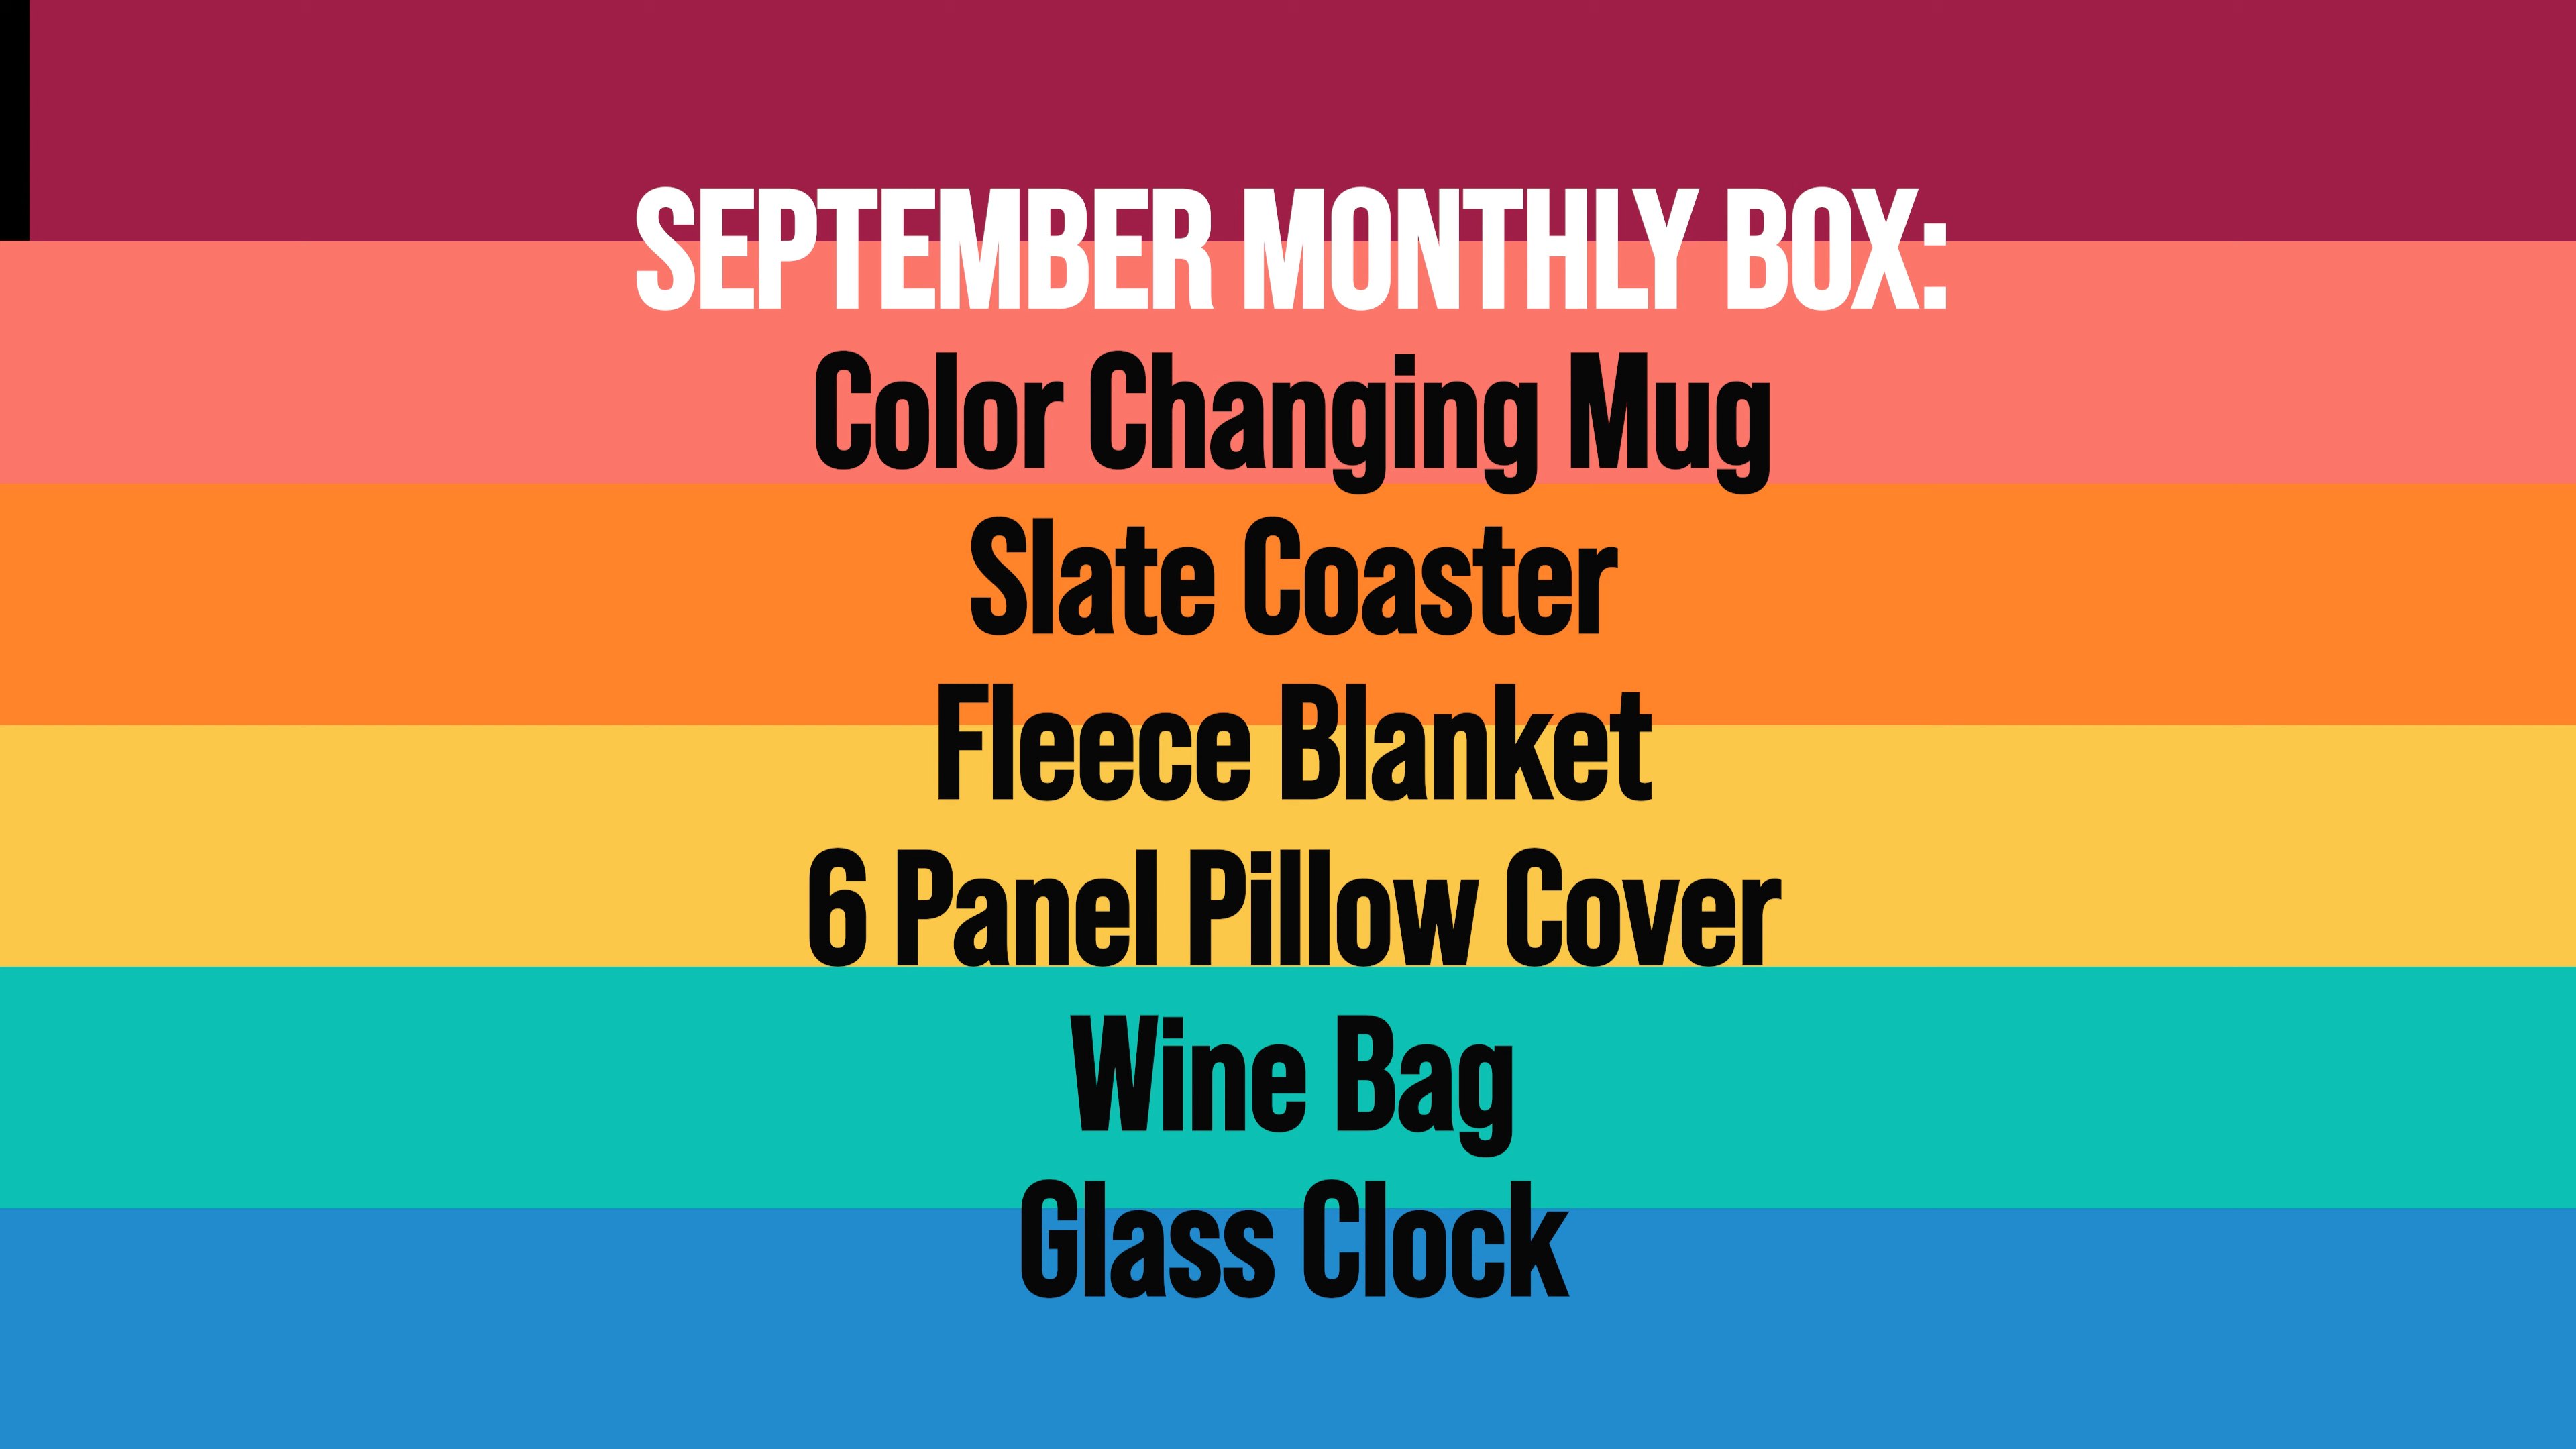 SEPTEMBER MONTHLY BOX:
Color Changing Mug
Slate Coaster
Fleece Blanket
6 Panel Pillow Cover
Wine Bag
Glass Clock